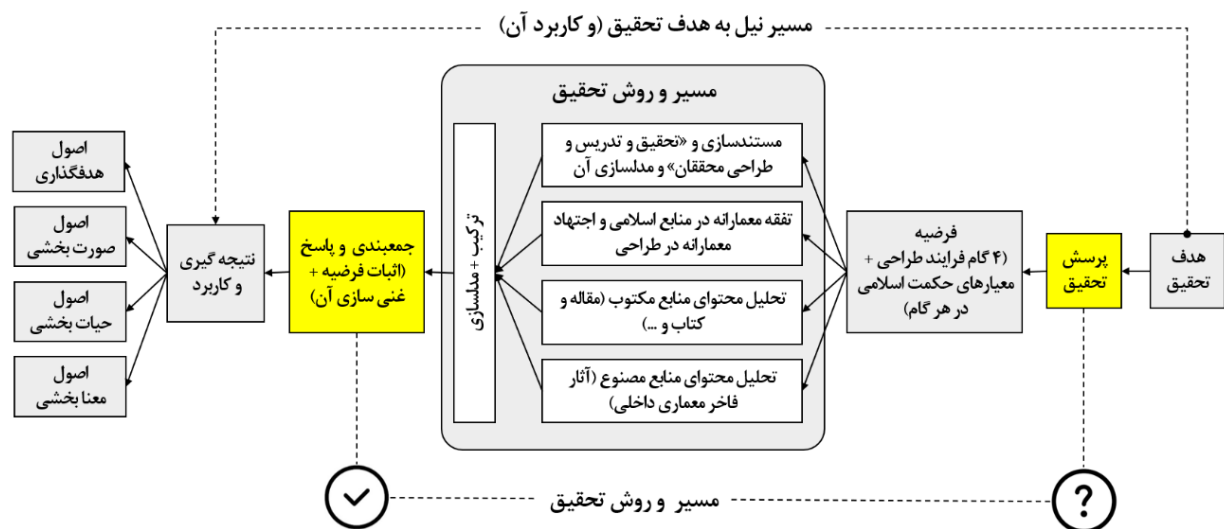 مسیر نیل به هدف تحقیق (و کاربرد آن)
هدف
تحقیق
پرسش
تحقیق
فرضیه
(۴ گام فرایند طراحی +
معیارهای حکمت اسلامی
در هر گام)
مسیر و روش تحقیق
مستندسازی و «تحقیق و تدریس و
طراحی محققان» و مدلسازی آن
تفقه معمارانه در منابع اسلامی و اجتهاد
معمارانه در طراحی
تحلیل محتوای منابع مکتوب (مقاله و
کتاب و ...)
تحلیل محتوای منابع مصنوع (آثار
فاخر معماری داخلی)
ترکیب +مدلسازی
جمعبندی و پاسخ
(اثبات فرضیه +
غنی سازی آن)
نتیجه گیری
و کاربرد
اصول
هدفگذاری
اصول
صورت بخشی
اصول
حیات بخشی
اصول
معنا بخشی
مسیر و روش تحقیق
?